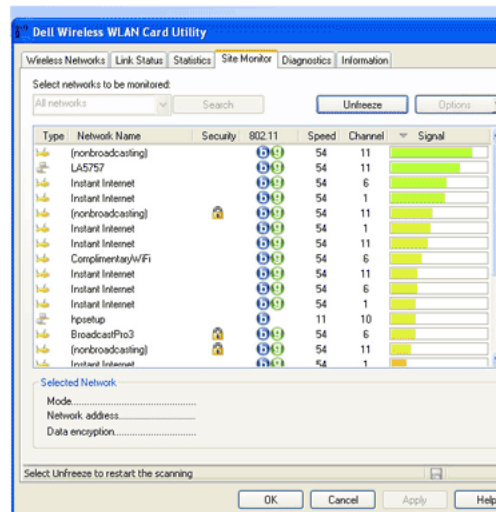 Dell Wireless WLAN Card Utility
Wireless Networks Link Status Statistics Site Monitor Diagnostics Information
Select networks to be monitored:
All networks Search Unfreeze Options
Type Network Name Security 802.11 Speed Channel Signal
(nonbroadcasting) b g 54 11
LA5757 b g 54 11
Instant Internet b g 54 6
Instant Internet b g 54 1
(nonbroadcasting) b g 54 11
Instant Internet b g 54 1
Instant Internet b g 54 11
ComplimentaryWiFi b g 54 6
Instant Internet b g 54 11
Instant Internet b g 54 6
Instant Internet b g 54 1
hpsetup b 11 10
BroadcastPro3 b g 54 6
(nonbroadcasting) b g 54 11
Instant Internet b g 54 1
Selected Network
Mode
Network address
Data encryption
Select Unfreeze to restart the scanning
OK Cancel Apply Help